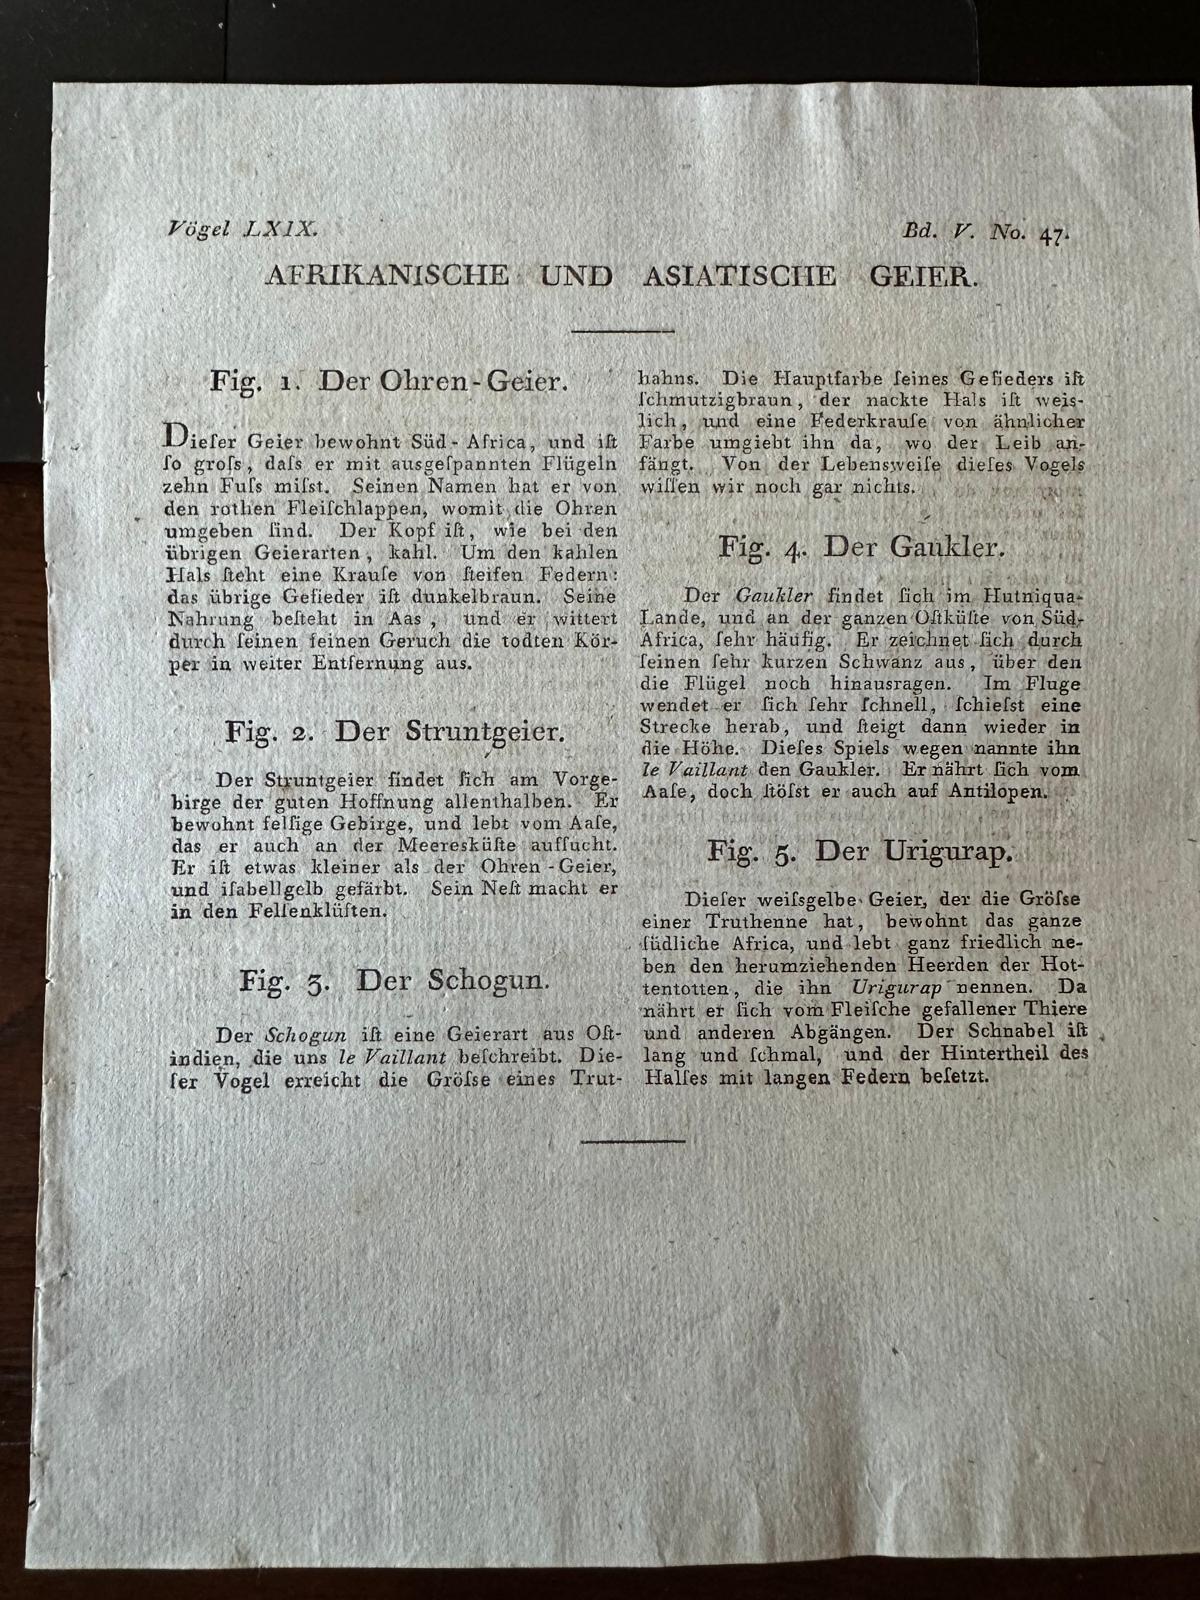 Vögel LXIX.
Bd. V. No. 47.
AFRIKANISCHE UND ASIATISCHE GEIER.
Fig. 1. Der Ohren-Geier.
Dieſer Geier bewohnt Süd-Africa, und iſt
ſo groſs, daſs er mit ausgeſpannten Flügeln
zehn Fuſs miſst. Seinen Namen hat er von
den rothen Fleiſchlappen, womit die Ohren
umgeben ſind. Der Kopf iſt, wie bei den
übrigen Geierarten, kahl. Um den kahlen
Hals ſteht eine Krauſe von ſteifen Federn:
das übrige Gefieder iſt dunkelbraun. Seine
Nahrung beſteht in Aas, und er wittert
durch ſeinen feinen Geruch die todten Kör-
per in weiter Entfernung aus.
Fig. 2. Der Struntgeier.
Der Struntgeier findet ſich am Vorge-
birge der guten Hoffnung allenthalben. Er
bewohnt felſige Gebirge, und lebt vom Aaſe,
das er auch an der Meeresküſte aufſucht.
Er iſt etwas kleiner als der Ohren-Geier,
und iſabellgelb gefärbt. Sein Neſt macht er
in den Felſenklüften.
Fig. 3. Der Schogun.
Der Schogun iſt eine Geierart aus Oſt-
indien, die uns le Vaillant beſchreibt. Die-
ſer Vogel erreicht die Gröſse eines Trut-
hahns. Die Hauptfarbe ſeines Gefieders iſt
ſchmutzigbraun, der nackte Hals iſt weis-
lich, und eine Federkrauſe von ähnlicher
Farbe umgiebt ihn da, wo der Leib an-
fängt. Von der Lebensweiſe dieſes Vogels
wiſſen wir noch gar nichts.
Fig. 4. Der Gaukler.
Der Gaukler findet ſich im Hutniqua-
Lande, und an der ganzen Oſtküſte von Süd-
Africa, ſehr häufig. Er zeichnet ſich durch
ſeinen ſehr kurzen Schwanz aus, über den
die Flügel noch hinausragen. Im Fluge
wendet er ſich ſehr ſchnell, ſchieſst eine
Strecke herab, und ſteigt dann wieder in
die Höhe. Dieſes Spiels wegen nannte ihn
le Vaillant den Gaukler. Er nährt ſich vom
Aaſe, doch ſtöſst er auch auf Antilopen.
Fig. 5. Der Urigurap.
Dieſer weiſsgelbe Geier, der die Gröſse
einer Truthenne hat, bewohnt das ganze
ſüdliche Africa, und lebt ganz friedlich ne-
ben den herumziehenden Heerden der Hot-
tentotten, die ihn Urigurap nennen. Da
nährt er ſich vom Fleiſche gefallener Thiere
und anderen Abgängen. Der Schnabel iſt
lang und ſchmal, und der Hintertheil des
Halſes mit langen Federn beſetzt.